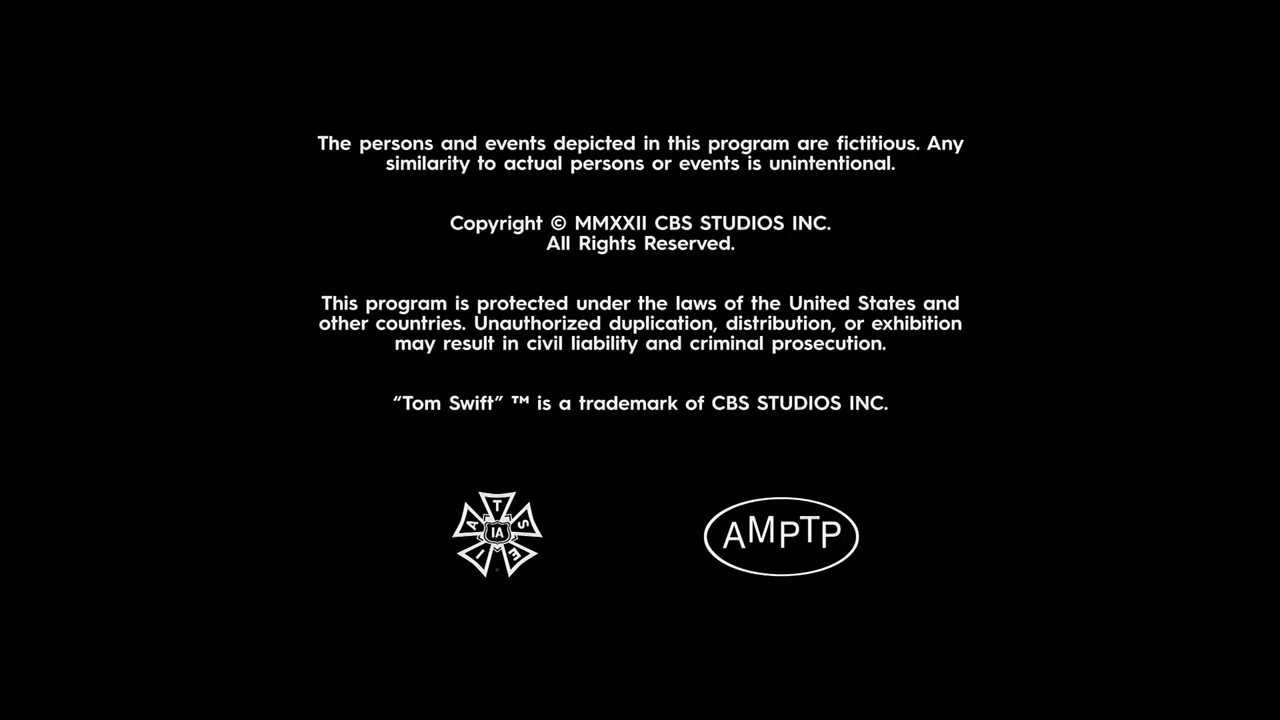 The persons and events depicted in this program are fictitious. Any
similarity to actual persons or events is unintentional.
Copyright © MMXXII CBS STUDIOS INC.
All Rights Reserved.
This program is protected under the laws of the United States and
other countries. Unauthorized duplication, distribution, or exhibition
may result in civil liability and criminal prosecution.
“Tom Swift” ™ is a trademark of CBS STUDIOS INC.
IATSE
IA
AMPTP